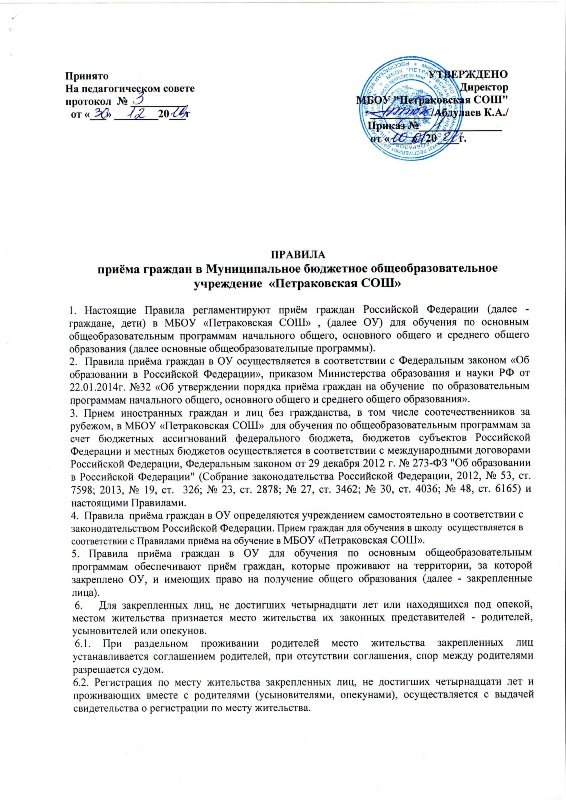 Принято
На педагогическом совете
протокол № 3
от « 30 » 12 20 г
УТВЕРЖДЕНО
Директор
МБОУ "Петраковская СОШ"
/Абдулаев К.А./
Приказ №
от « 10 » 20 г.
ПРАВИЛА
приёма граждан в Муниципальное бюджетное общеобразовательное
учреждение «Петраковская СОШ»
1. Настоящие Правила регламентируют приём граждан Российской Федерации (далее -
граждане, дети) в МБОУ «Петраковская СОШ» , (далее ОУ) для обучения по основным
общеобразовательным программам начального общего, основного общего и среднего общего
образования (далее основные общеобразовательные программы).
2. Правила приёма граждан в ОУ осуществляется в соответствии с Федеральным законом «Об
образовании в Российской Федерации», приказом Министерства образования и науки РФ от
22.01.2014г. №32 «Об утверждении порядка приёма граждан на обучение по образовательным
программам начального общего, основного общего и среднего общего образования».
3. Прием иностранных граждан и лиц без гражданства, в том числе соотечественников за
рубежом, в МБОУ «Петраковская СОШ» для обучения по общеобразовательным программам за
счет бюджетных ассигнований федерального бюджета, бюджетов субъектов Российской
Федерации и местных бюджетов осуществляется в соответствии с международными договорами
Российской Федерации, Федеральным законом от 29 декабря 2012 г. № 273-ФЗ "Об образовании
в Российской Федерации" (Собрание законодательства Российской Федерации, 2012, № 53, ст.
7598; 2013, № 19, ст. 326; № 23, ст. 2878; № 27, ст. 3462; № 30, ст. 4036; № 48, ст. 6165) и
настоящими Правилами.
4. Правила приёма граждан в ОУ определяются учреждением самостоятельно в соответствии с
законодательством Российской Федерации. Прием граждан для обучения в школу осуществляется в
соответствии с Правилами приёма на обучение в МБОУ «Петраковская СОШ».
5. Правила приёма граждан в ОУ для обучения по основным общеобразовательным
программам обеспечивают приём граждан, которые проживают на территории, за которой
закреплено ОУ, и имеющих право на получение общего образования (далее - закрепленные
лица).
6. Для закрепленных лиц, не достигших четырнадцати лет или находящихся под опекой,
местом жительства признается место жительства их законных представителей - родителей,
усыновителей или опекунов.
6.1. При раздельном проживании родителей место жительства закрепленных лиц
устанавливается соглашением родителей, при отсутствии соглашения, спор между родителями
разрешается судом.
6.2. Регистрация по месту жительства закрепленных лиц, не достигших четырнадцати лет и
проживающих вместе с родителями (усыновителями, опекунами), осуществляется с выдачей
свидетельства о регистрации по месту жительства.